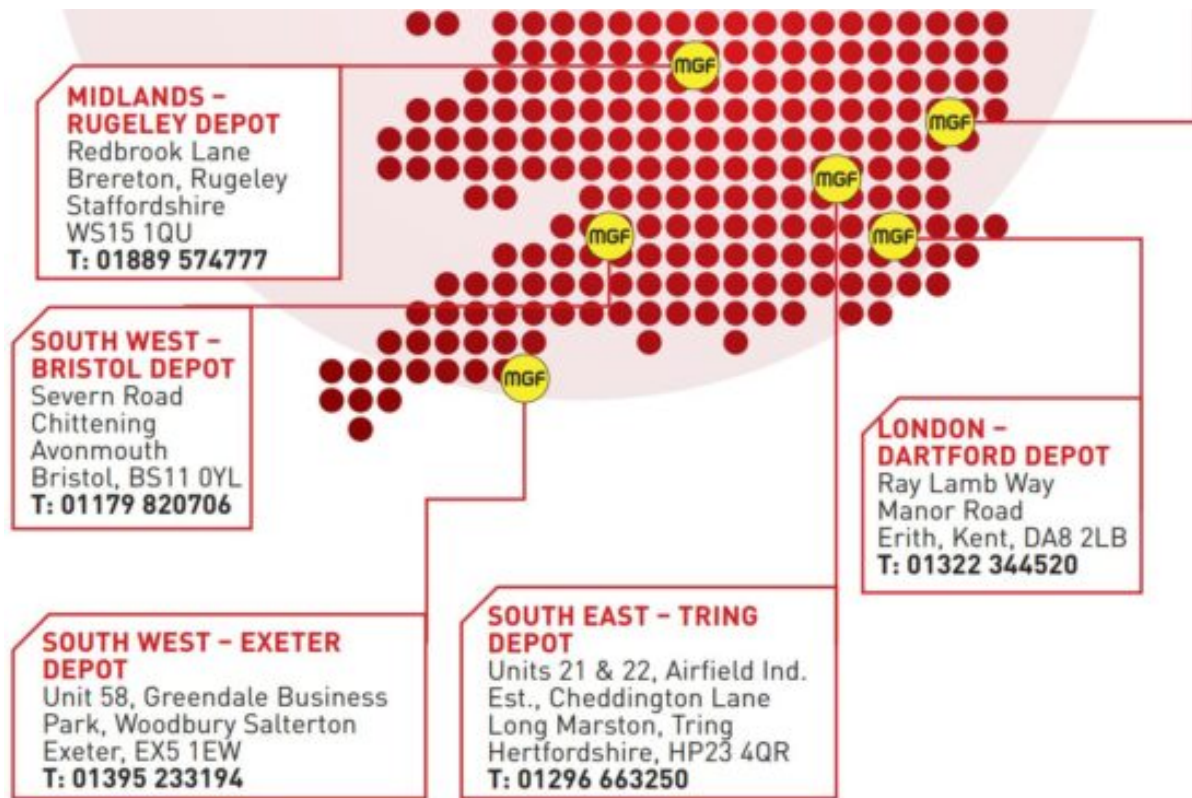 MGF
MGF
MGF
MGF
MGF
MGF
MIDLANDS –
RUGELEY DEPOT
Redbrook Lane
Brereton, Rugeley
Staffordshire
WS15 1QU
T: 01889 574777
SOUTH WEST –
BRISTOL DEPOT
Severn Road
Chittening
Avonmouth
Bristol, BS11 0YL
T: 01179 820706
LONDON –
DARTFORD DEPOT
Ray Lamb Way
Manor Road
Erith, Kent, DA8 2LB
T: 01322 344520
SOUTH WEST – EXETER
DEPOT
Unit 58, Greendale Business
Park, Woodbury Salterton
Exeter, EX5 1EW
T: 01395 233194
SOUTH EAST – TRING
DEPOT
Units 21 & 22, Airfield Ind.
Est., Cheddington Lane
Long Marston, Tring
Hertfordshire, HP23 4QR
T: 01296 663250